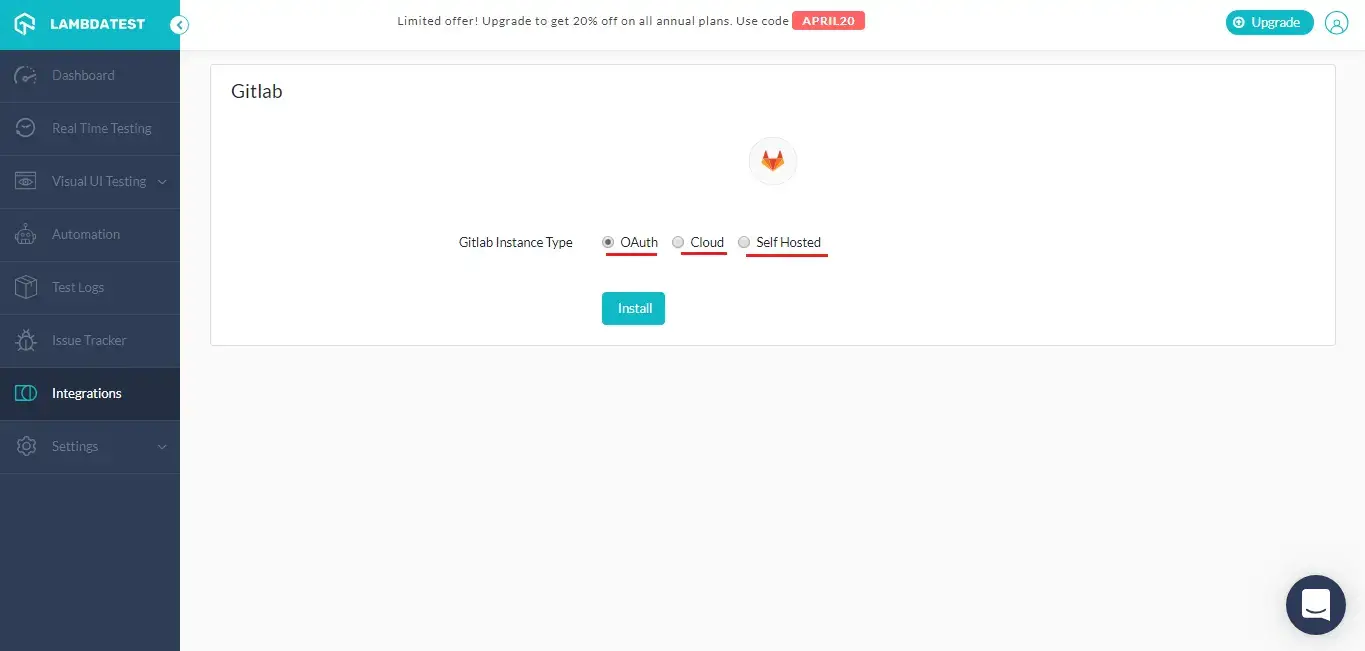 LAMBDATEST
Limited offer! Upgrade to get 20% off on all annual plans. Use code APRIL20
Upgrade
Dashboard
Real Time Testing
Visual UI Testing
Automation
Test Logs
Issue Tracker
Integrations
Settings
Gitlab
Gitlab Instance Type OAuth Cloud Self Hosted
Install